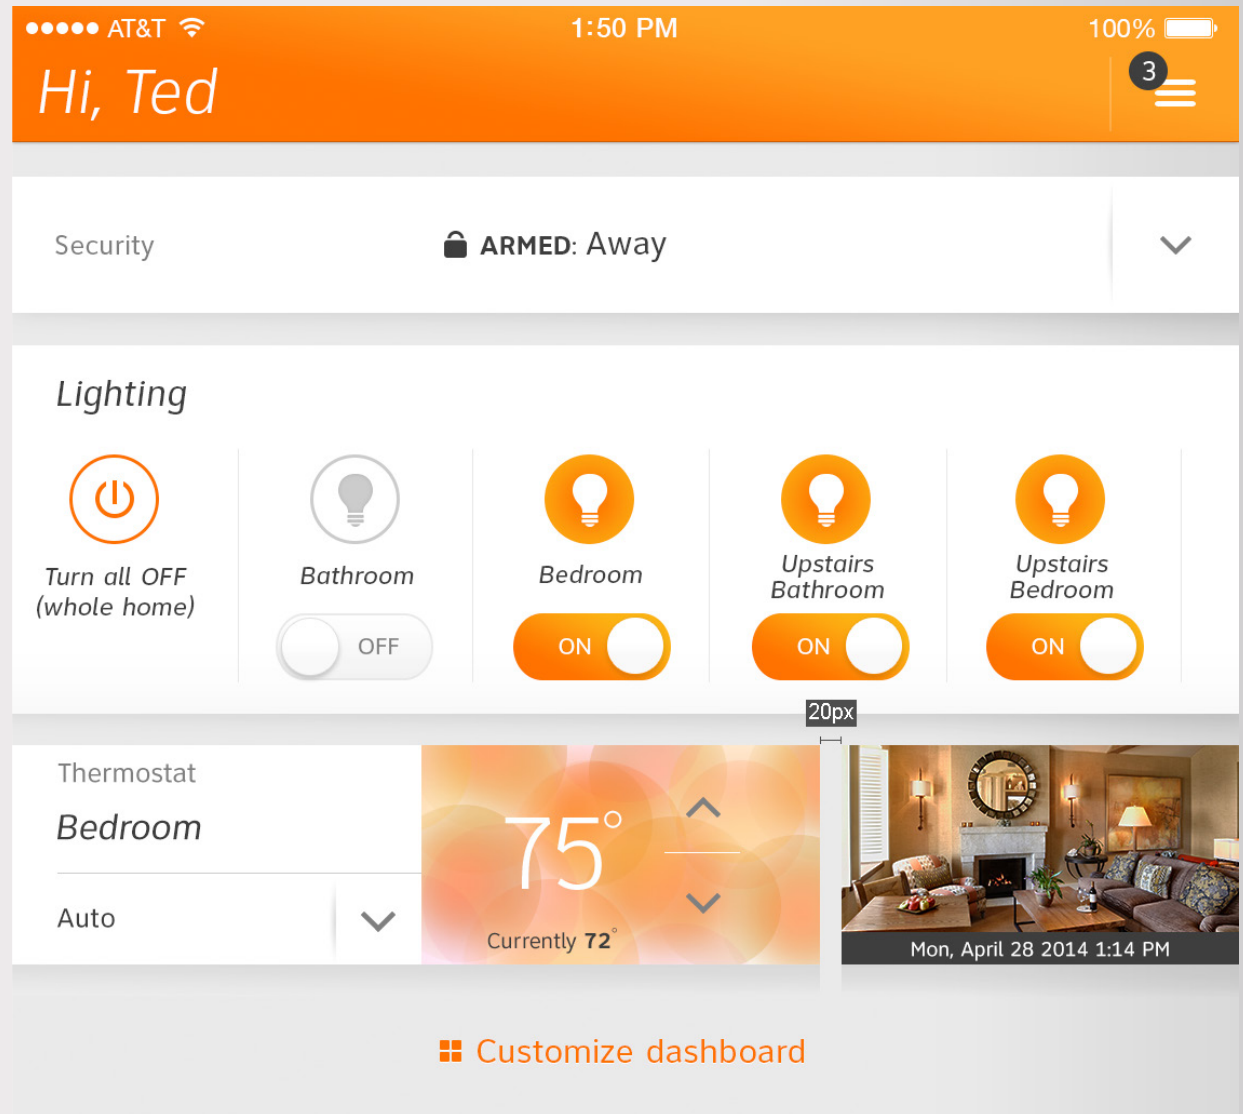 AT&T 1:50 PM 100%
Hi, Ted
3
Security
ARMED: Away
Lighting
Turn all OFF
(whole home)
Bathroom
OFF
Bedroom
ON
Upstairs
Bathroom
ON
Upstairs
Bedroom
ON
20px
Thermostat
Bedroom
Auto
75°
Currently 72°
Mon, April 28 2014 1:14 PM
Customize dashboard